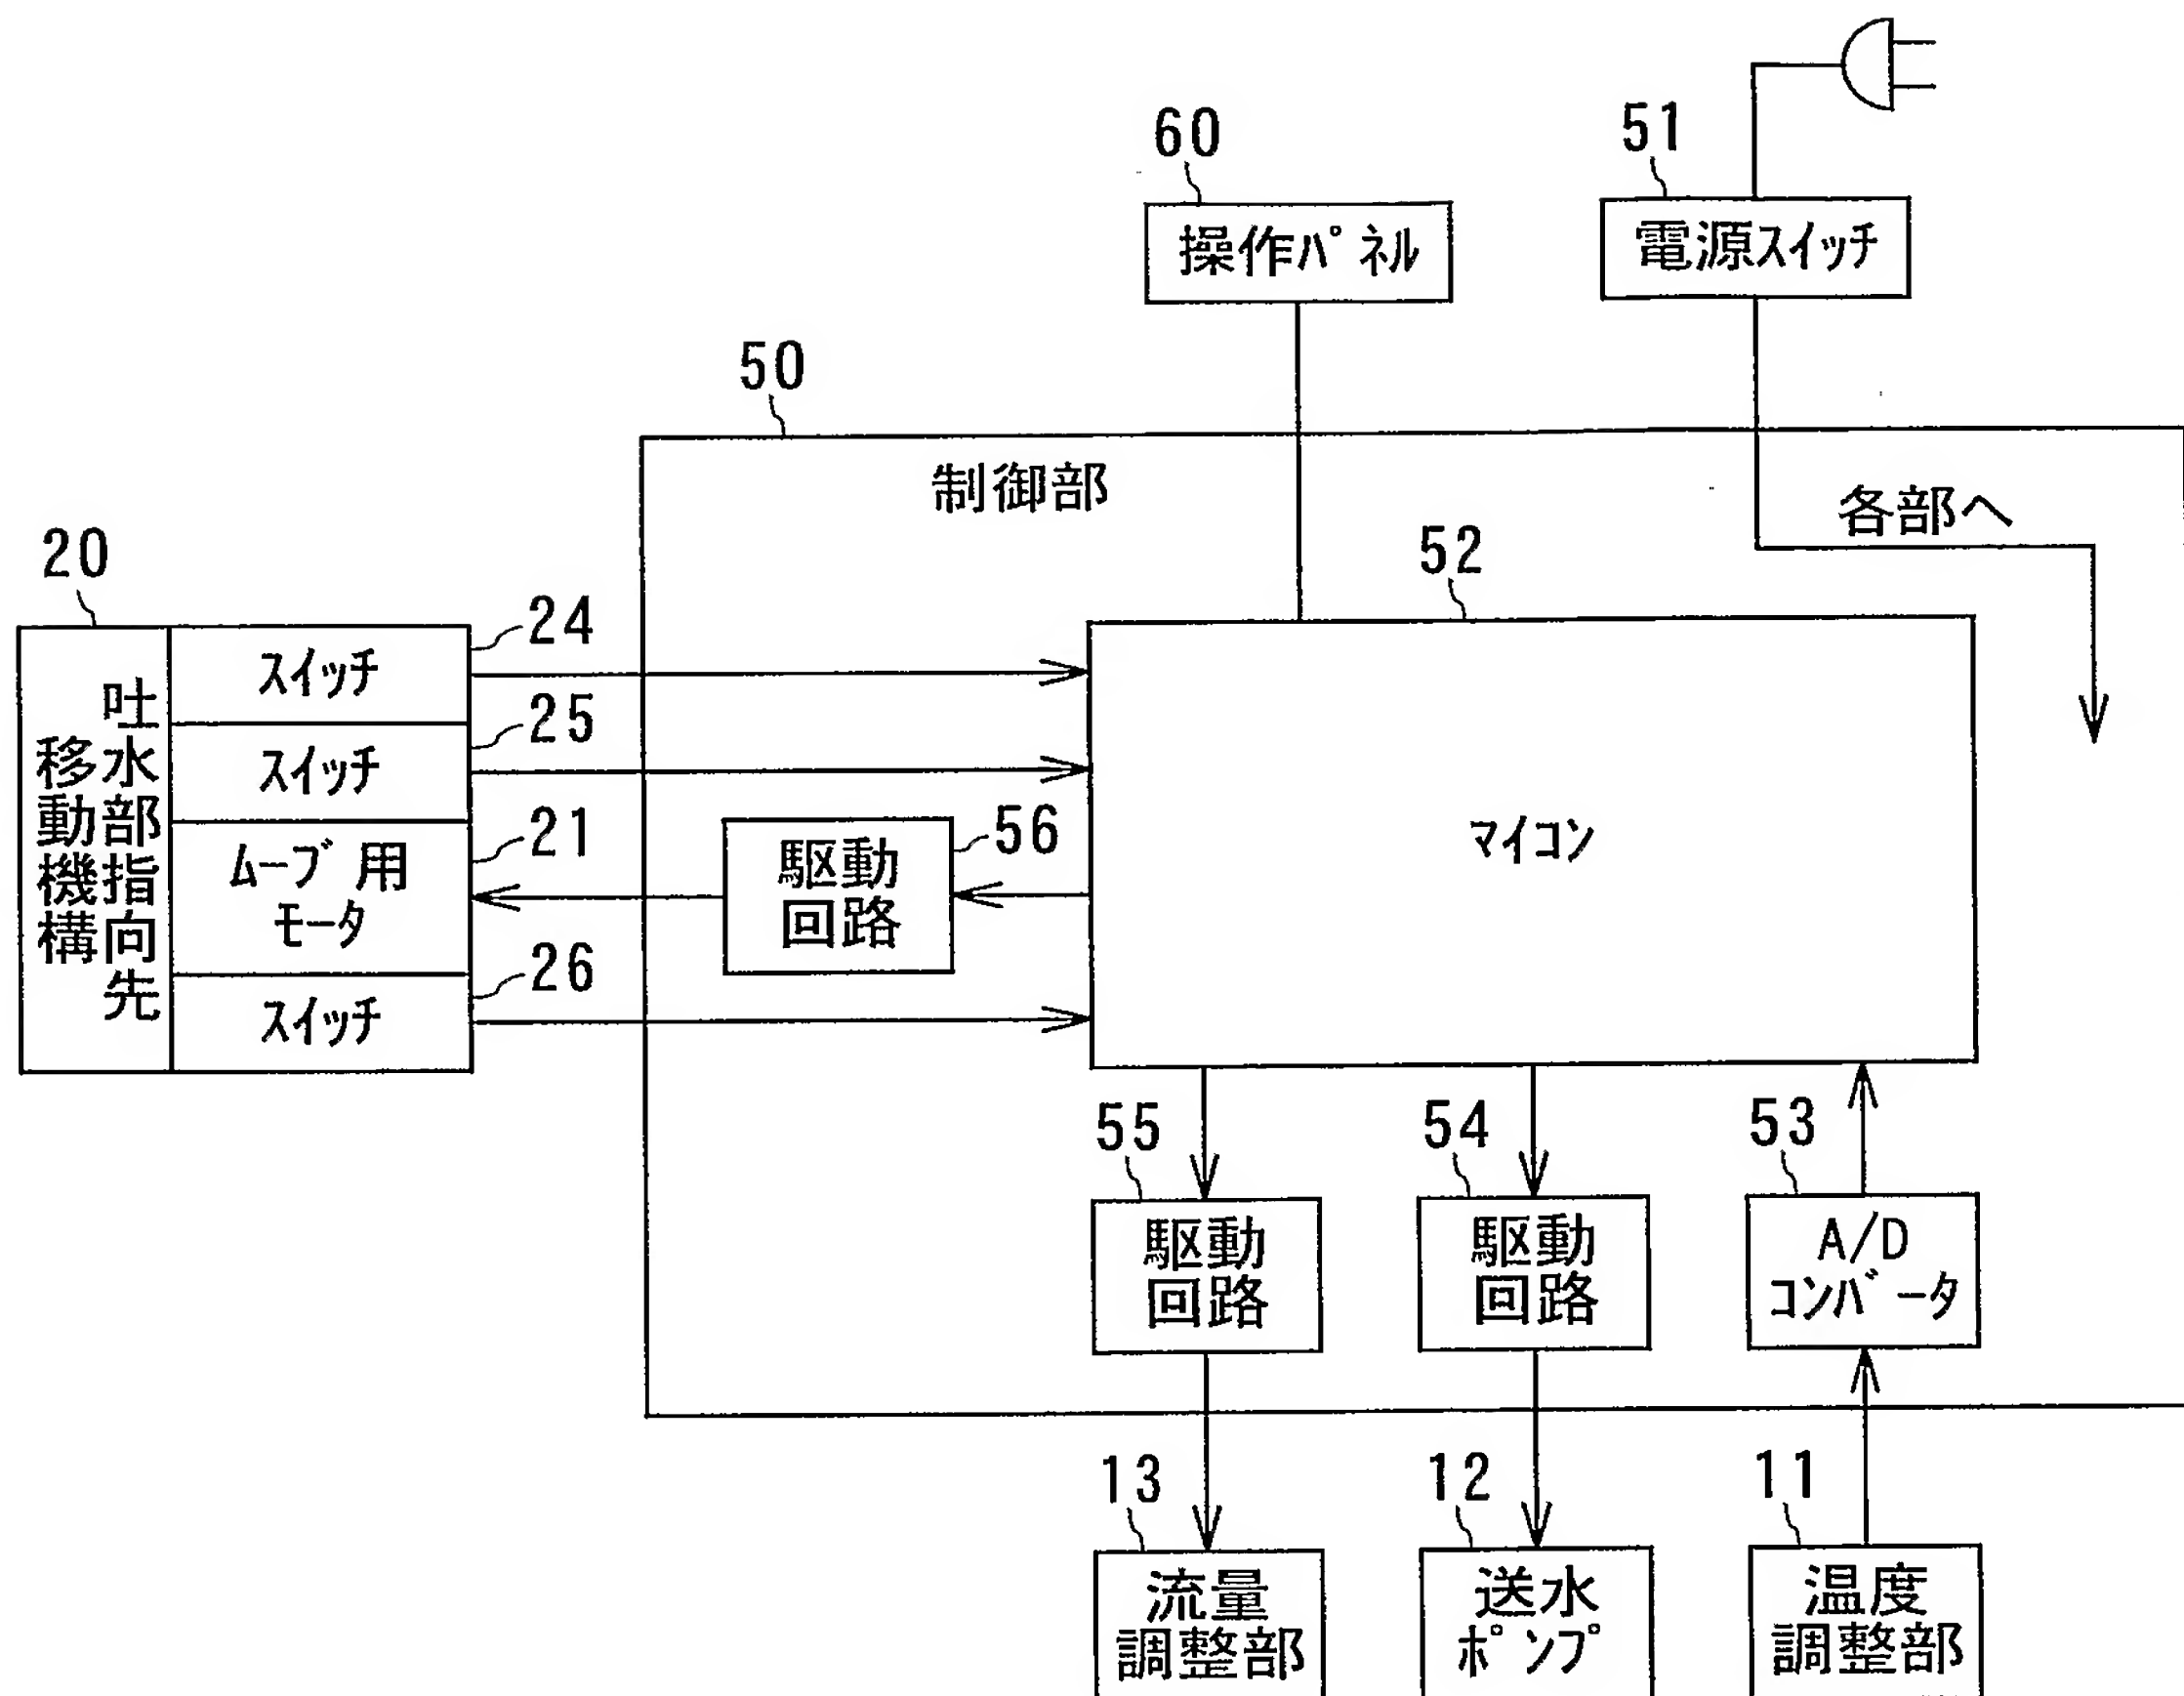 60
操作パネル
51
電源スイッチ
50
制御部
各部へ
52
マイコン
20
吐水部指向先
移動機構
24
スイッチ
25
スイッチ
21
ムーブ用
モータ
26
スイッチ
56
駆動
回路
55
駆動
回路
54
駆動
回路
53
A/D
コンバータ
13
流量
調整部
12
送水
ポンプ
11
温度
調整部